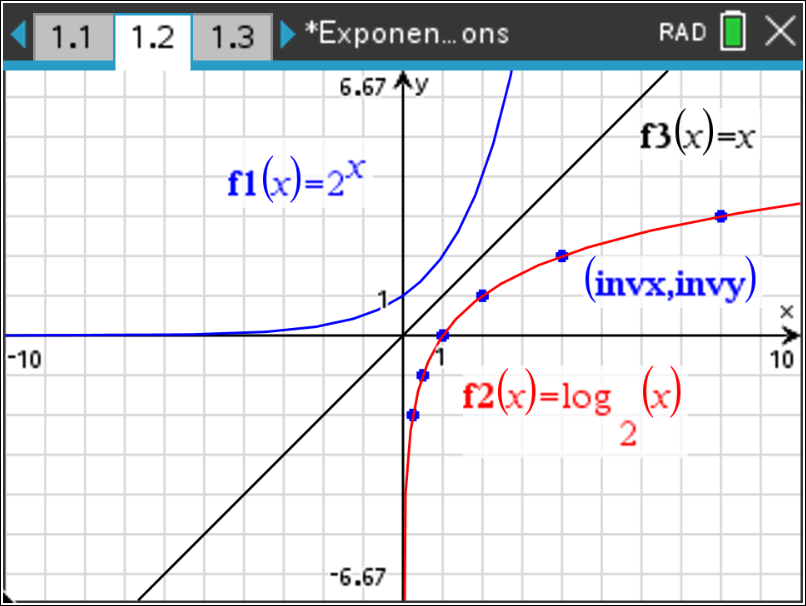 1.1 1.2 1.3 *Exponen...ons RAD
6.67 y
f3(x)=x
f1(x)=2^x
1
(invx,invy)
x
-10 1 10
f2(x)=log₂(x)
-6.67